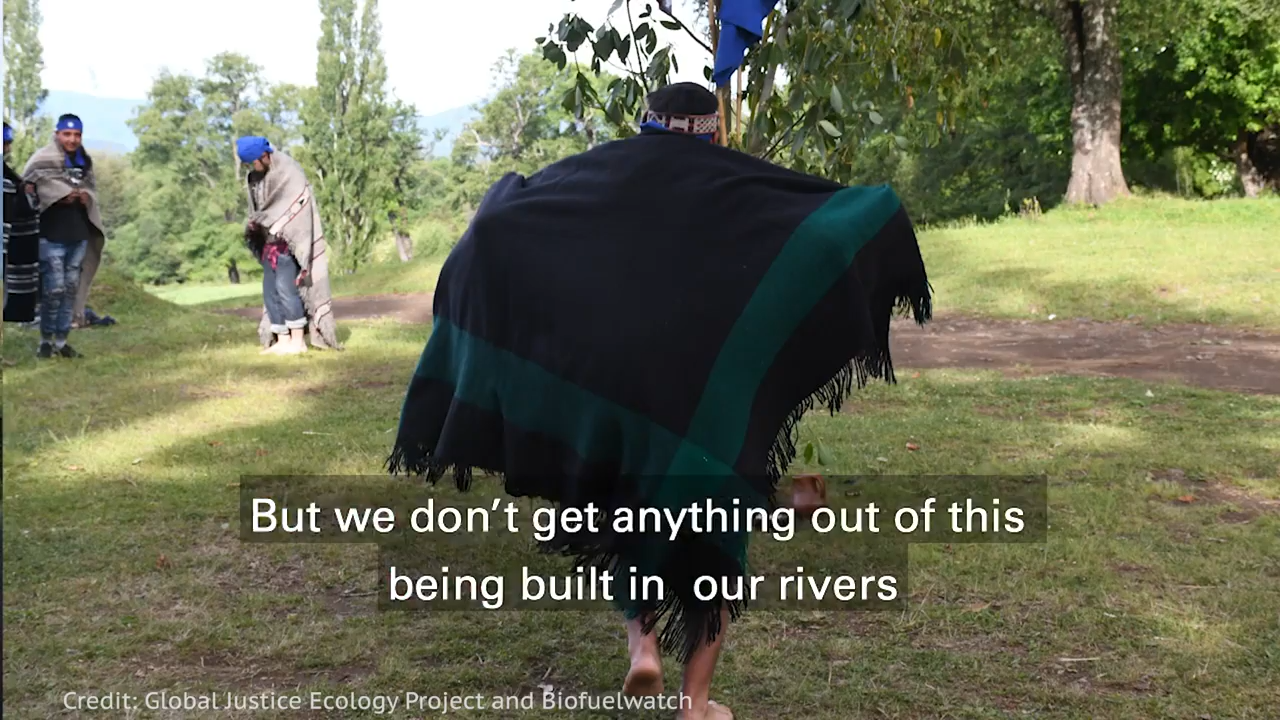 But we don't get anything out of this
being built in our rivers
Credit: Global Justice Ecology Project and Biofuelwatch